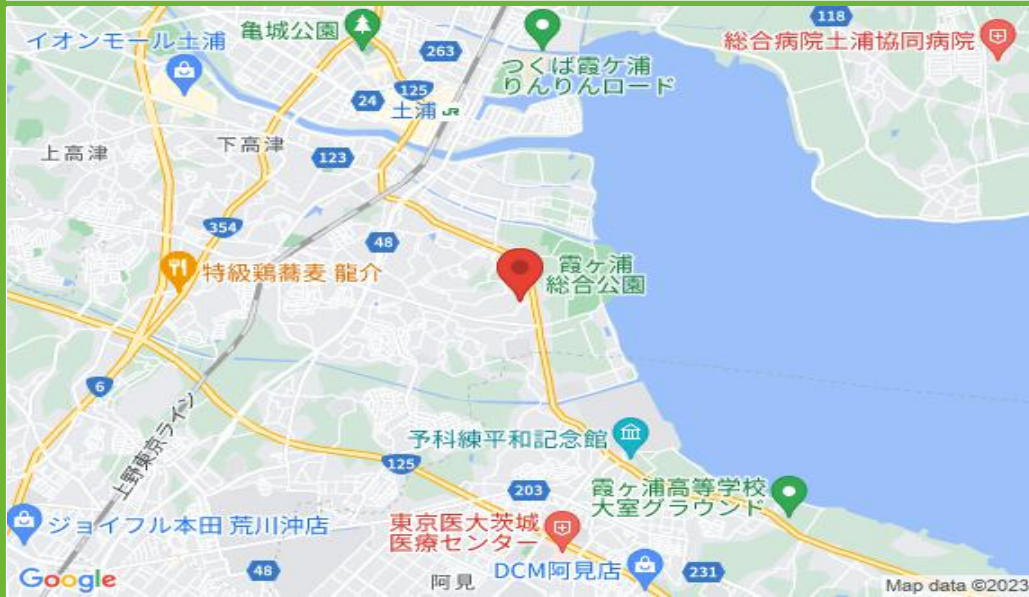 118
亀城公園
イオンモール土浦
263
総合病院土浦協同病院
つくば霞ケ浦
りんりんロード
125
24
土浦 JR
上高津
下高津
123
354
48
霞ヶ浦
総合公園
特級鶏蕎麦 龍介
6
上野東京ライン
予科練平和記念館
125
203
霞ヶ浦高等学校
大室グラウンド
ジョイフル本田 荒川沖店
東京医大茨城
医療センター
48
阿見
DCM阿見店
231
Google
Map data ©2023